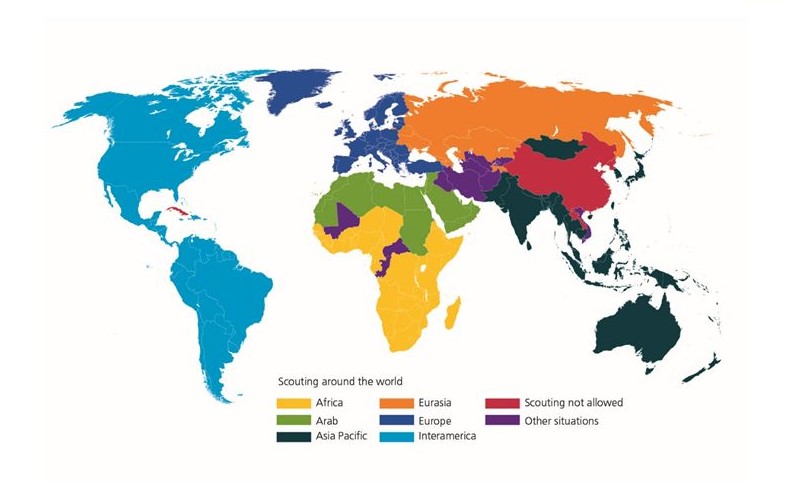 Scouting around the world
Africa
Eurasia
Scouting not allowed
Arab
Europe
Other situations
Asia Pacific
Interamerica